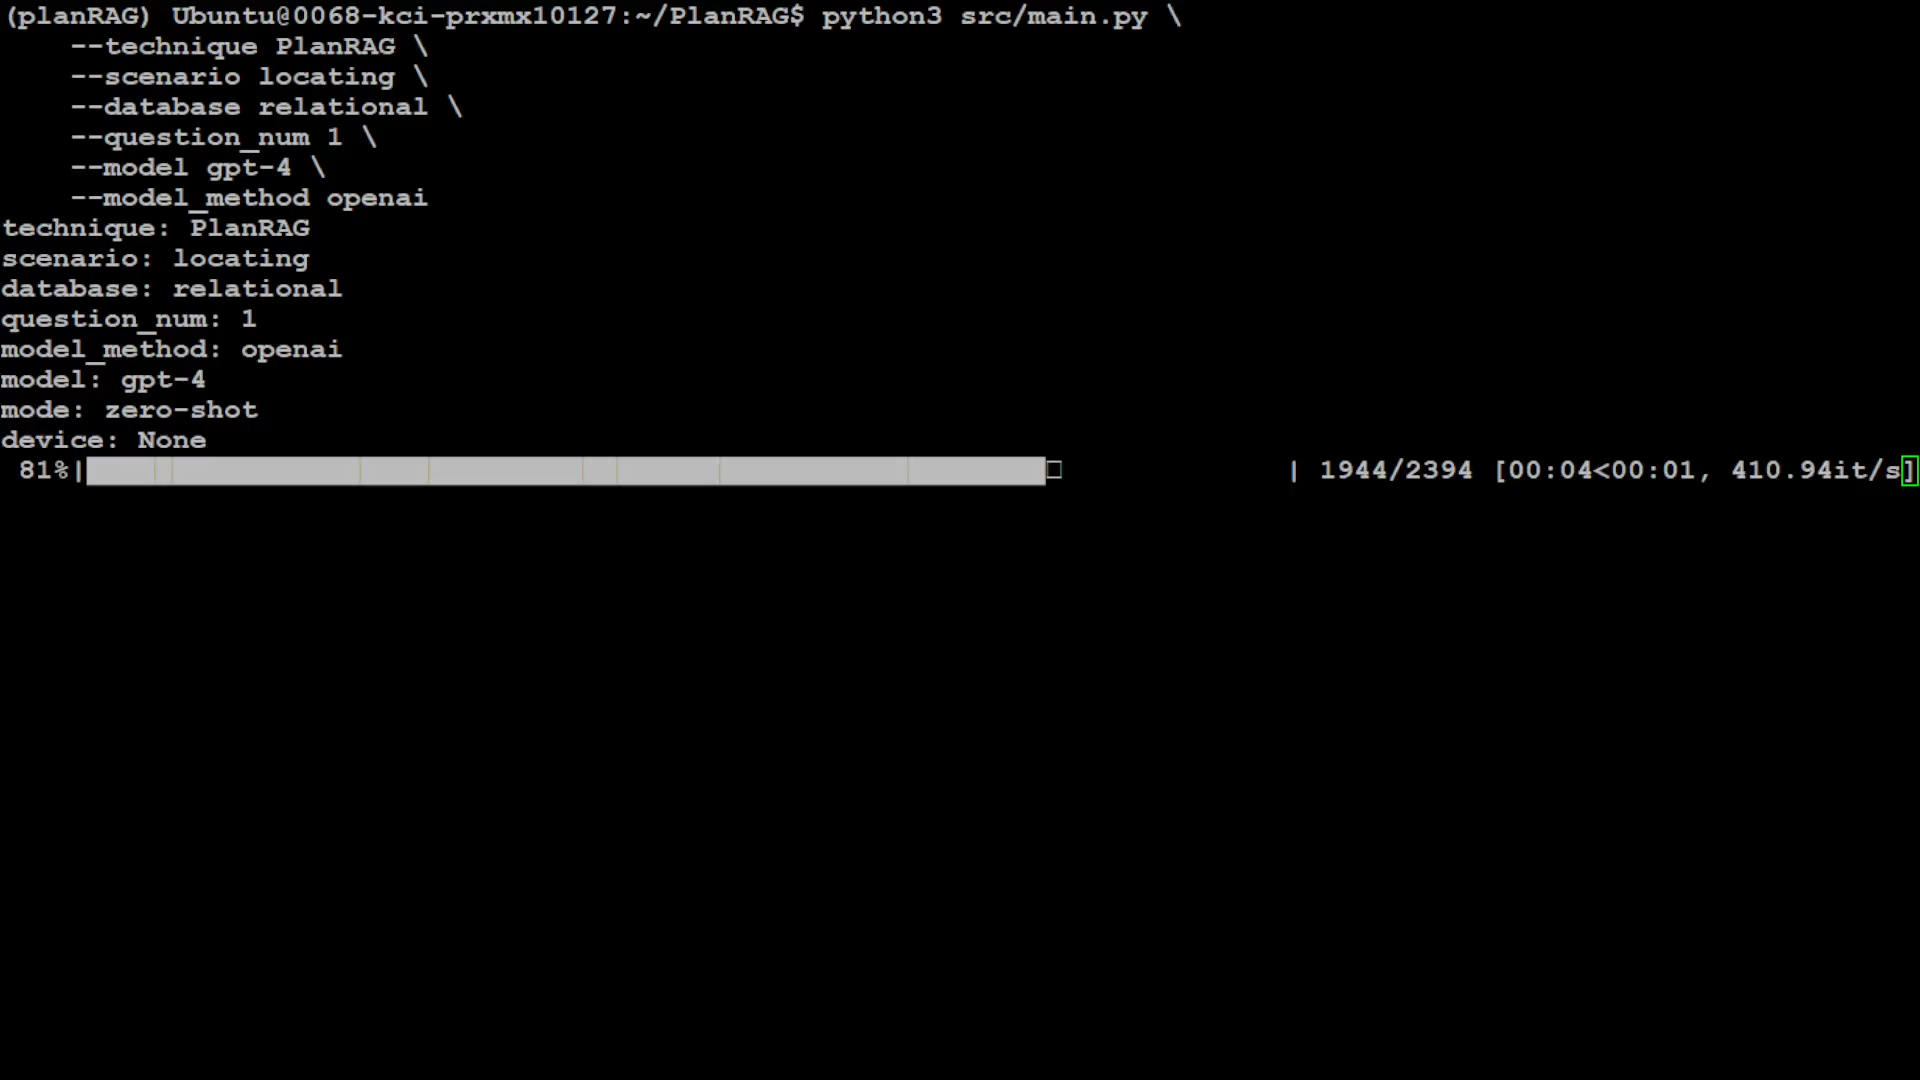 (planRAG) Ubuntu@0068-kci-prxmx10127:~/PlanRAG$ python3 src/main.py \
--technique PlanRAG \
--scenario locating \
--database relational \
--question_num 1 \
--model gpt-4 \
--model_method openai
technique: PlanRAG
scenario: locating
database: relational
question_num: 1
model_method: openai
model: gpt-4
mode: zero-shot
device: None
81%| | 1944/2394 [00:04<00:01, 410.94it/s]